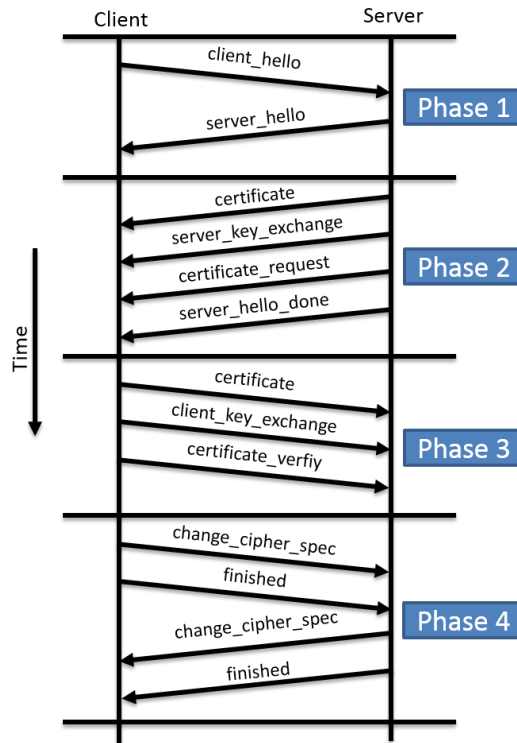 Client
Server
client_hello
Phase 1
server_hello
certificate
server_key_exchange
Phase 2
certificate_request
server_hello_done
Time
certificate
client_key_exchange
Phase 3
certificate_verfiy
change_cipher_spec
finished
Phase 4
change_cipher_spec
finished